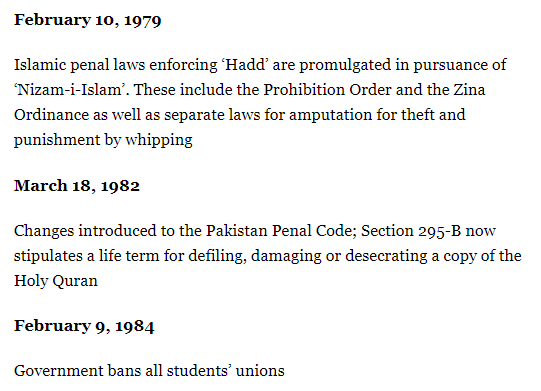 February 10, 1979
Islamic penal laws enforcing ‘Hadd’ are promulgated in pursuance of
‘Nizam-i-Islam’. These include the Prohibition Order and the Zina
Ordinance as well as separate laws for amputation for theft and
punishment by whipping
March 18, 1982
Changes introduced to the Pakistan Penal Code; Section 295-B now
stipulates a life term for defiling, damaging or desecrating a copy of the
Holy Quran
February 9, 1984
Government bans all students’ unions